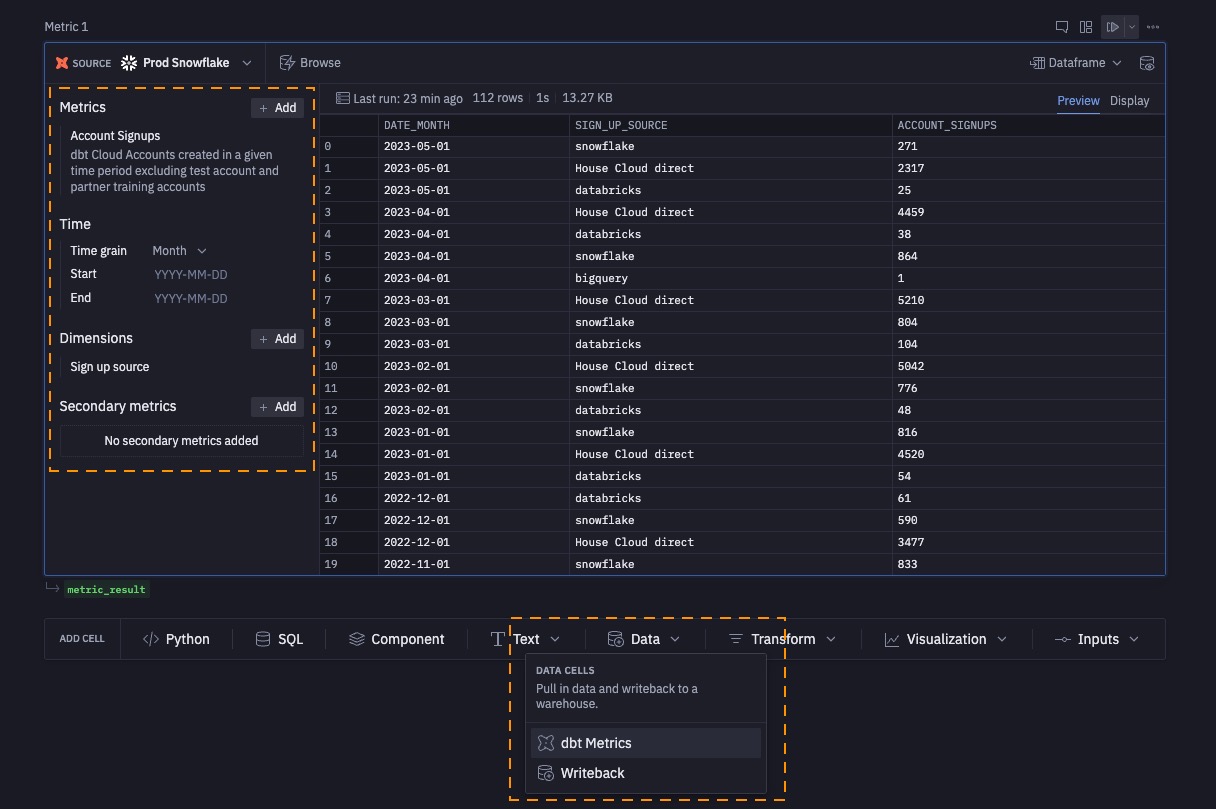 Metric 1
SOURCE Prod Snowflake Browse Dataframe
Metrics + Add
Account Signups
dbt Cloud Accounts created in a given
time period excluding test account and
partner training accounts
Time
Time grain Month
Start YYYY-MM-DD
End YYYY-MM-DD
Dimensions + Add
Sign up source
Secondary metrics + Add
No secondary metrics added
Last run: 23 min ago 112 rows 1s 13.27 KB Preview Display
DATE_MONTH SIGN_UP_SOURCE ACCOUNT_SIGNUPS
0 2023-05-01 snowflake 271
1 2023-05-01 House Cloud direct 2317
2 2023-05-01 databricks 25
3 2023-04-01 House Cloud direct 4459
4 2023-04-01 databricks 38
5 2023-04-01 snowflake 864
6 2023-04-01 bigquery 1
7 2023-03-01 House Cloud direct 5210
8 2023-03-01 snowflake 804
9 2023-03-01 databricks 104
10 2023-02-01 House Cloud direct 5042
11 2023-02-01 snowflake 776
12 2023-02-01 databricks 48
13 2023-01-01 snowflake 816
14 2023-01-01 House Cloud direct 4520
15 2023-01-01 databricks 54
16 2022-12-01 databricks 61
17 2022-12-01 snowflake 590
18 2022-12-01 House Cloud direct 3477
19 2022-11-01 snowflake 833
metric_result
ADD CELL Python SQL Component Text Data Transform Visualization Inputs
DATA CELLS
Pull in data and writeback to a
warehouse.
dbt Metrics
Writeback